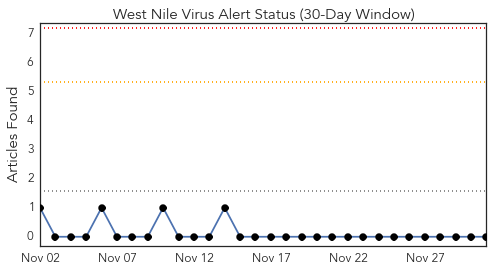 West Nile Virus Alert Status (30-Day Window)
Articles Found
7
6
5
4
3
2
1
0
Nov 02 Nov 07 Nov 12 Nov 17 Nov 22 Nov 27